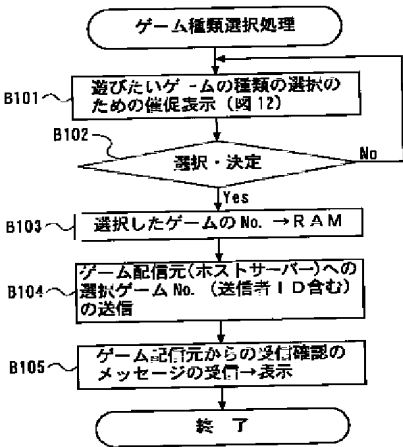 ゲーム種類選択処理
B101
遊びたいゲームの種類の選択の
ための催促表示(図12)
B102
選択・決定
No
Yes
B103
選択したゲームのNo.→RAM
B104
ゲーム配信元(ホストサーバー)への
選択ゲームNo.(送信者ID含む)
の送信
B105
ゲーム配信元からの受信確認の
メッセージの受信→表示
終了